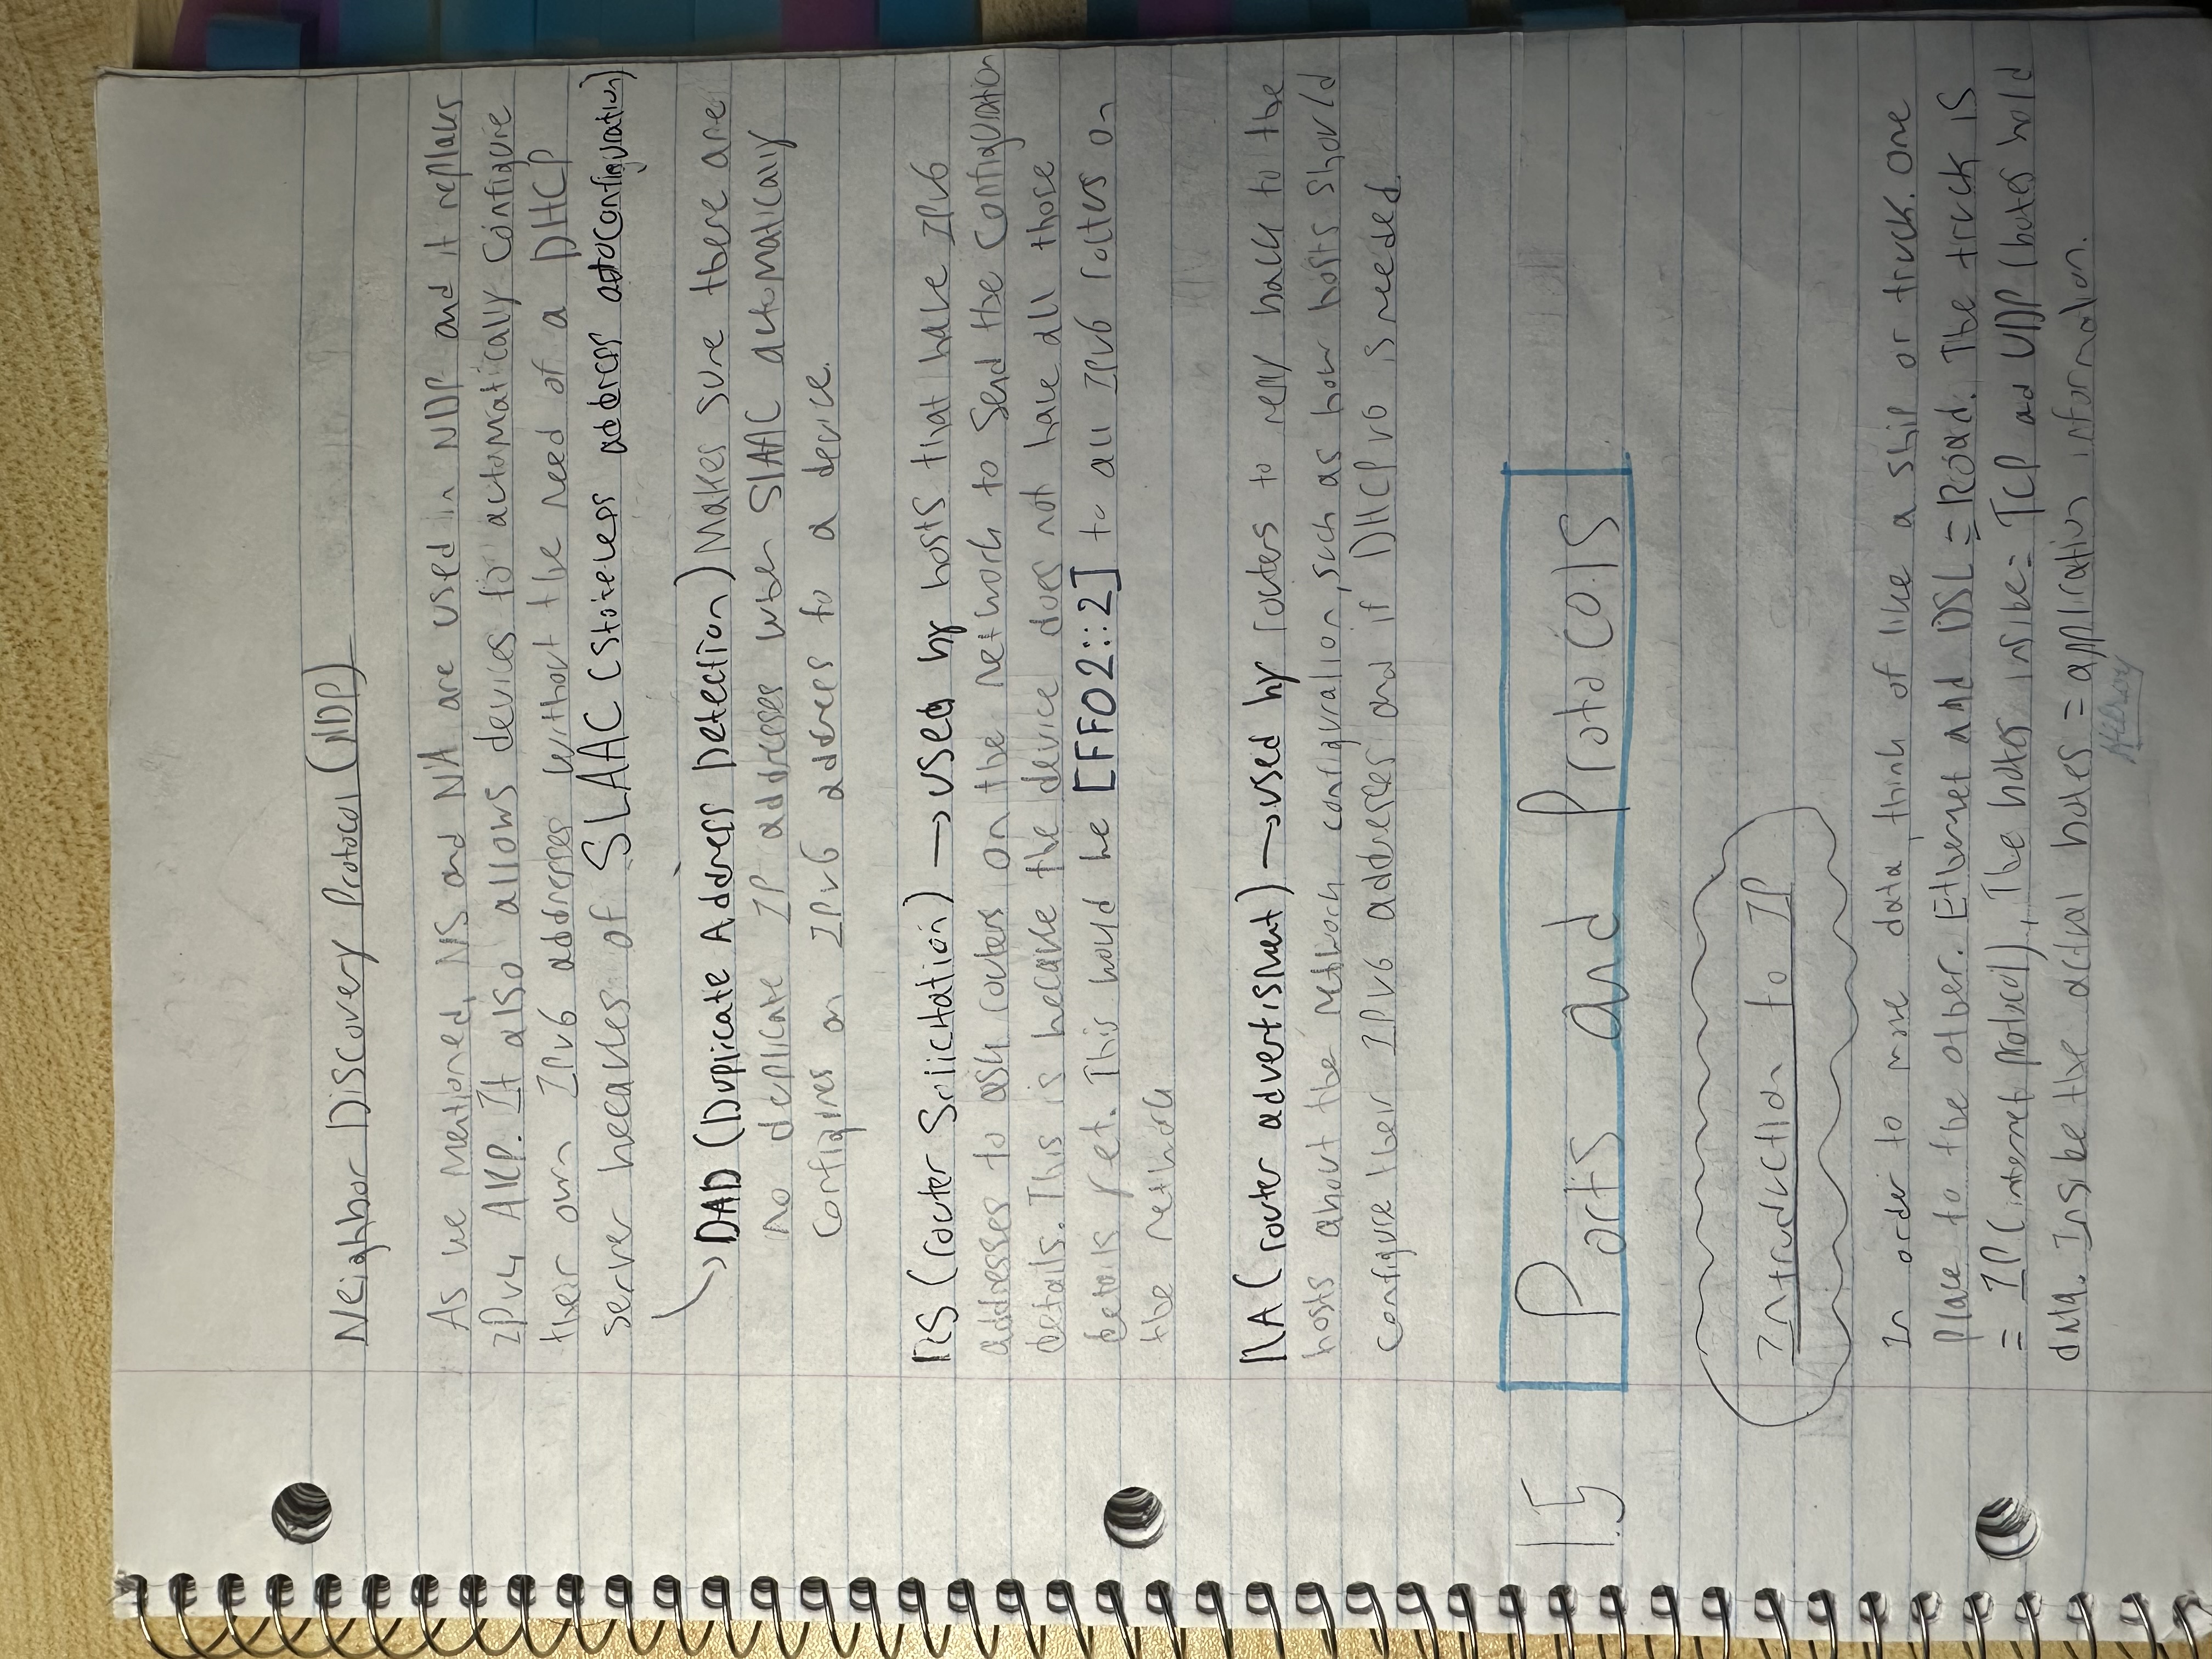 Neighbor Discovery Protocol (NDP)
As we mentioned, NS and NA are used in NDP and it replaces
IPv4 ARP. It also allows devices to automatically configure
their own IPv6 addresses without the need of a DHCP
server because of SLAAC (Stateless address autoconfiguration)
DAD (Duplicate Address Detection) Makes sure there are
no duplicate IP addresses when SLAAC automatically
configures an IPv6 address to a device.
RS (router Solicitation) → used by hosts that have IPv6
addresses to ask routers on the network to send the configuration
details. This is because the device does not have all those
details yet. This would be [FF02::2] to all IPv6 routers on
the network
RA (router advertisment) → used by routers to reply back to the
hosts about the network configuration, such as how hosts should
configure their IPv6 addresses and if DHCPv6 is needed.
1.5 Ports and Protocols
Introduction to IP
In order to move data, think of like a ship or truck. One
place to the other. Ethernet and DSL = Road. The truck is
= IP (internet protocol), The boxes inside = TCP and UDP (boxes hold
data. Inside the actual boxes = application information.
Hilroy